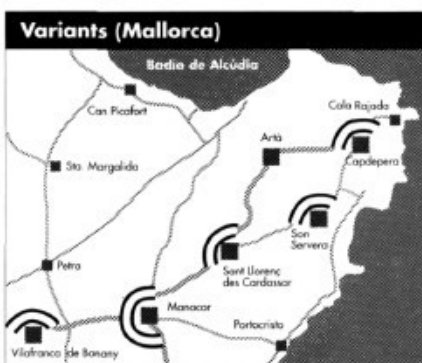 Variants (Mallorca)
Badia de Alcúdia
Can Picafort
Cala Rajada
Artà
Capdepera
Sta. Margalida
Son
Servera
Petra
Sant Llorenç
des Cardassar
Manacor
Portocristo
Vilafranca de Bonany